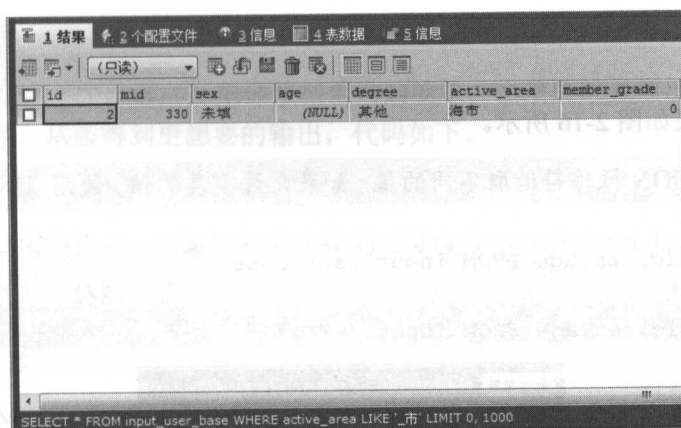 1 结果 2 个配置文件 3 信息 4 表数据 5 信息
(只读)
id mid sex age degree active_area member_grade
2 330 未填 (NULL) 其他 海市 0
SELECT * FROM input_user_base WHERE active_area LIKE '_市' LIMIT 0, 1000